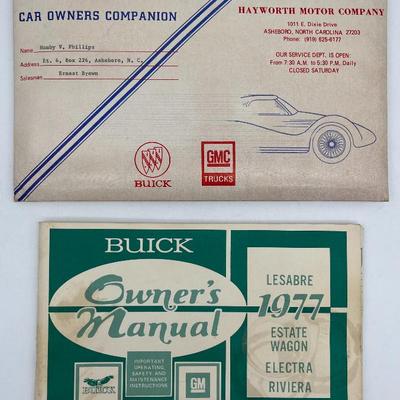 CAR OWNERS COMPANION
Name Humby V. Phillips
Address Rt. 6, Box 226, Asheboro, N. C.
Salesman Ernest Brown
HAYWORTH MOTOR COMPANY
1011 E. Dixie Drive
ASHEBORO, NORTH CAROLINA 27203
Phone: (919) 625-6177
OUR SERVICE DEPT. IS OPEN:
From 7:30 A.M. to 5:30 P.M. Daily
CLOSED SATURDAY
BUICK
GMC
TRUCKS
BUICK
Owner's
Manual
IMPORTANT
OPERATING,
SAFETY AND
MAINTENANCE
INSTRUCTIONS
BUICK
GM
LESABRE
1977
ESTATE
WAGON
ELECTRA
RIVIERA